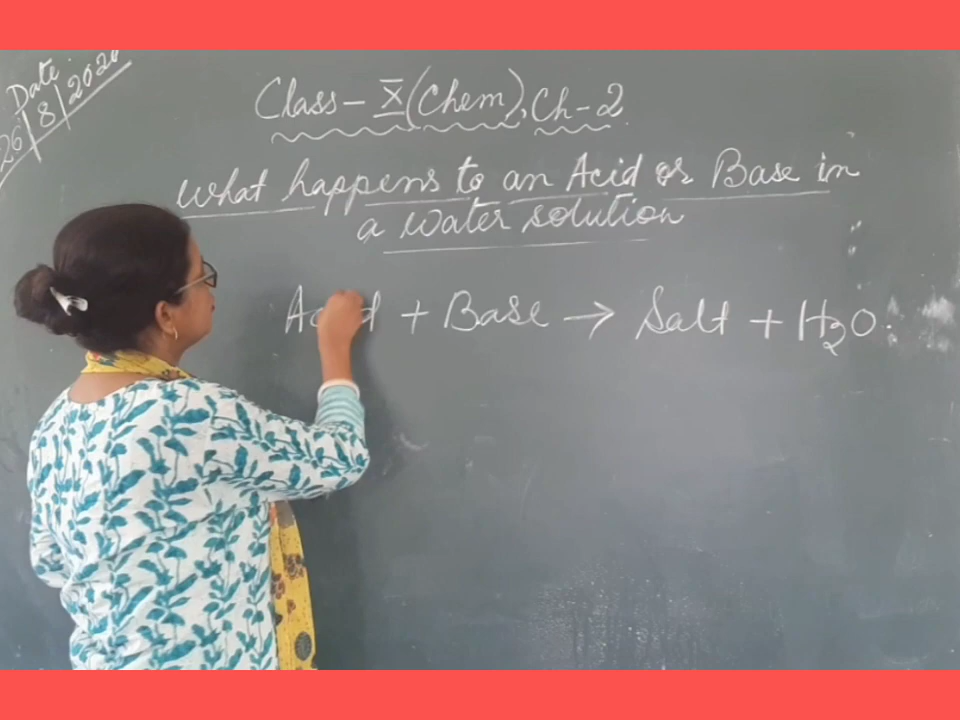 Date:
26/8/2020
Class - X (Chem), Ch-2
What happens to an Acid or Base in
a water solution
Acid + Base → Salt + H₂O.